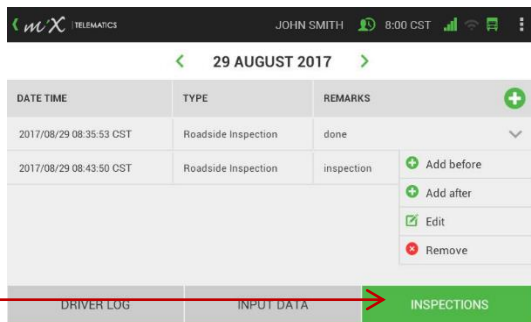 MiX TELEMATICS JOHN SMITH 8:00 CST
29 AUGUST 2017
DATE TIME TYPE REMARKS
2017/08/29 08:35:53 CST Roadside Inspection done
2017/08/29 08:43:50 CST Roadside Inspection inspection
Add before
Add after
Edit
Remove
DRIVER LOG INPUT DATA INSPECTIONS